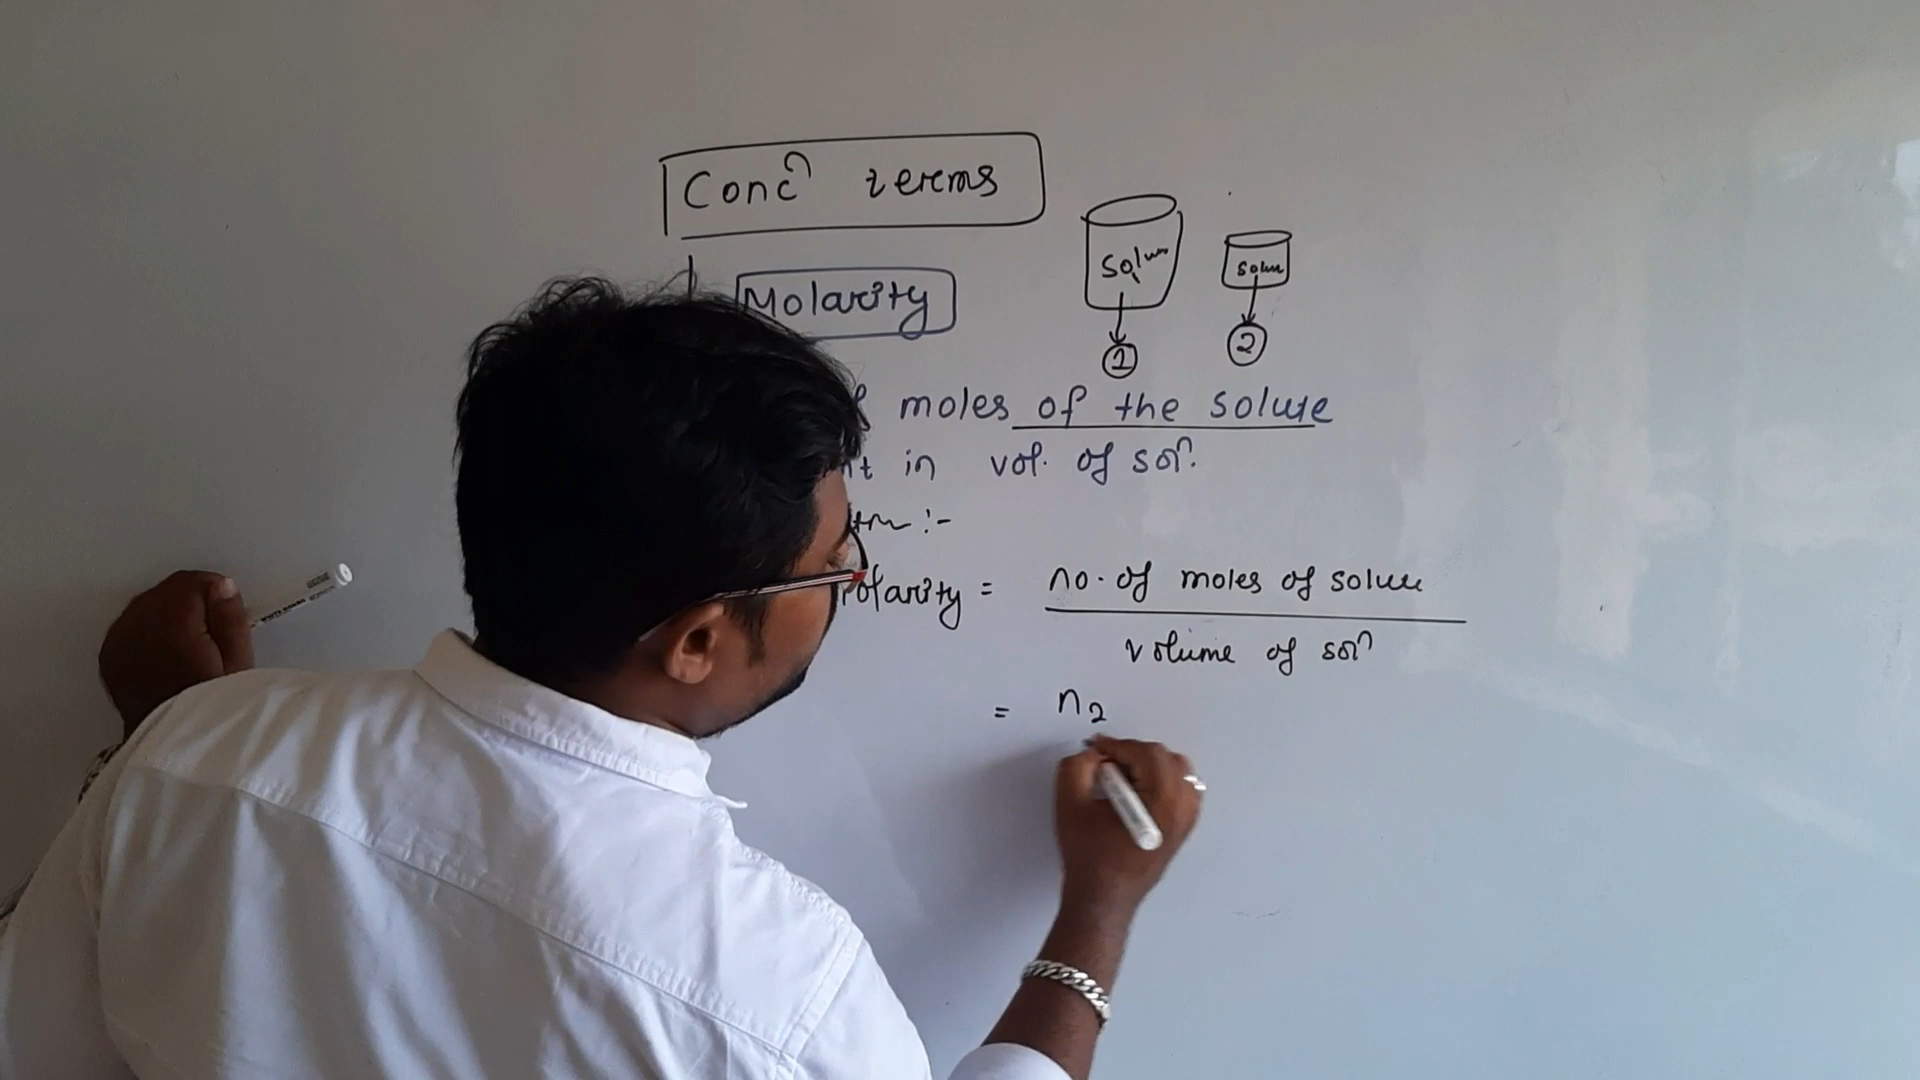 Concⁿ terms
Molarity
Solute
①
②
moles of the solute
in vol. of solⁿ.
:-
Molarity = no. of moles of solute
volume of solⁿ
= n₂